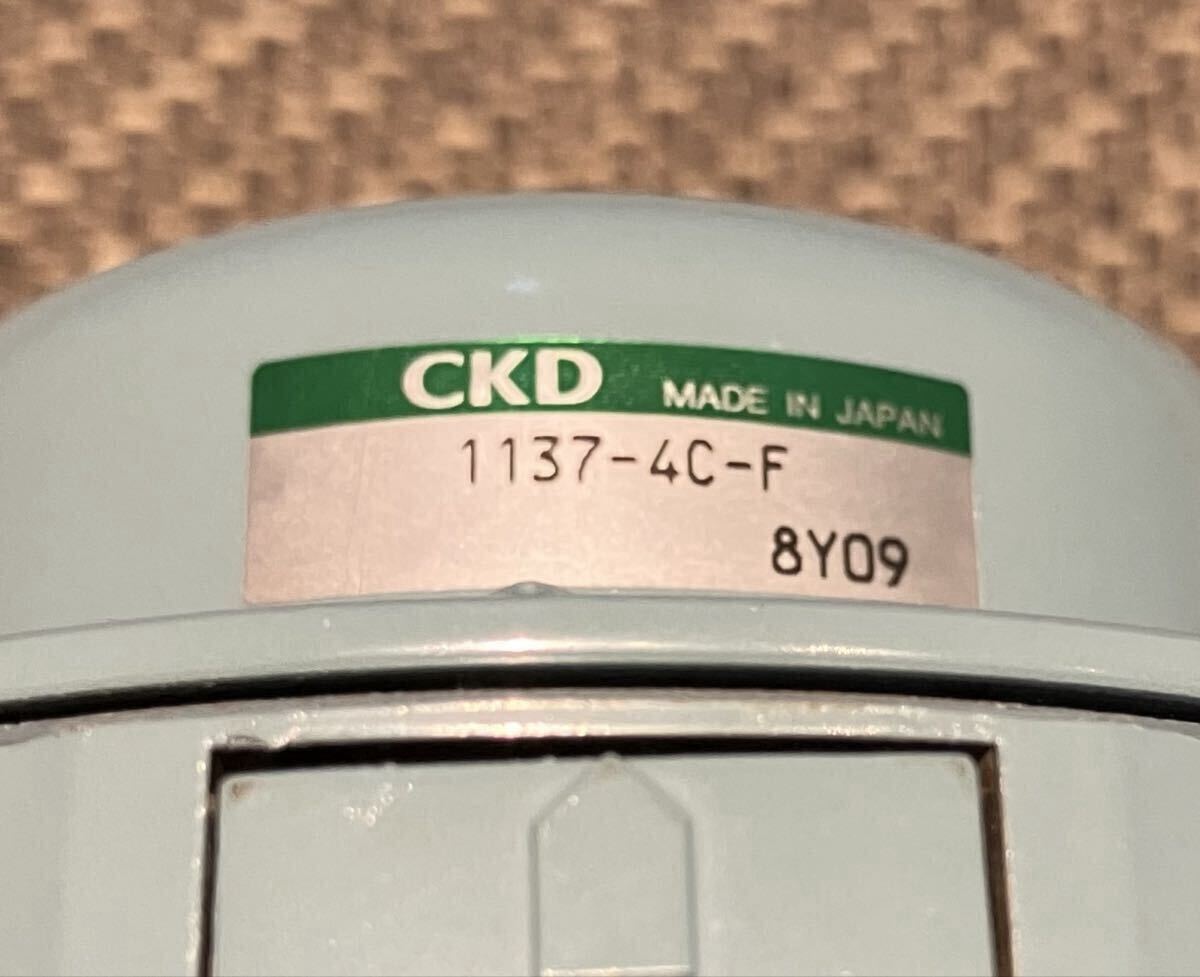 CKD MADE IN JAPAN
1137-4C-F
8Y09